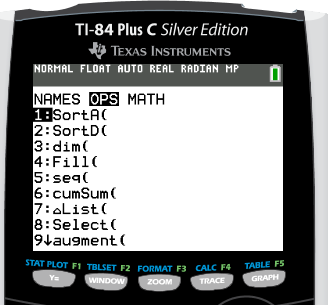 TI-84 Plus C Silver Edition
TEXAS INSTRUMENTS
NORMAL FLOAT AUTO REAL RADIAN MP
NAMES OPS MATH
1:SortA(
2:SortD(
3:dim(
4:Fill(
5:seq(
6:cumSum(
7:△List(
8:Select(
9↓augment(
STAT PLOT F1 TBLSET F2 FORMAT F3 CALC F4 TABLE F5
Y= WINDOW ZOOM TRACE GRAPH